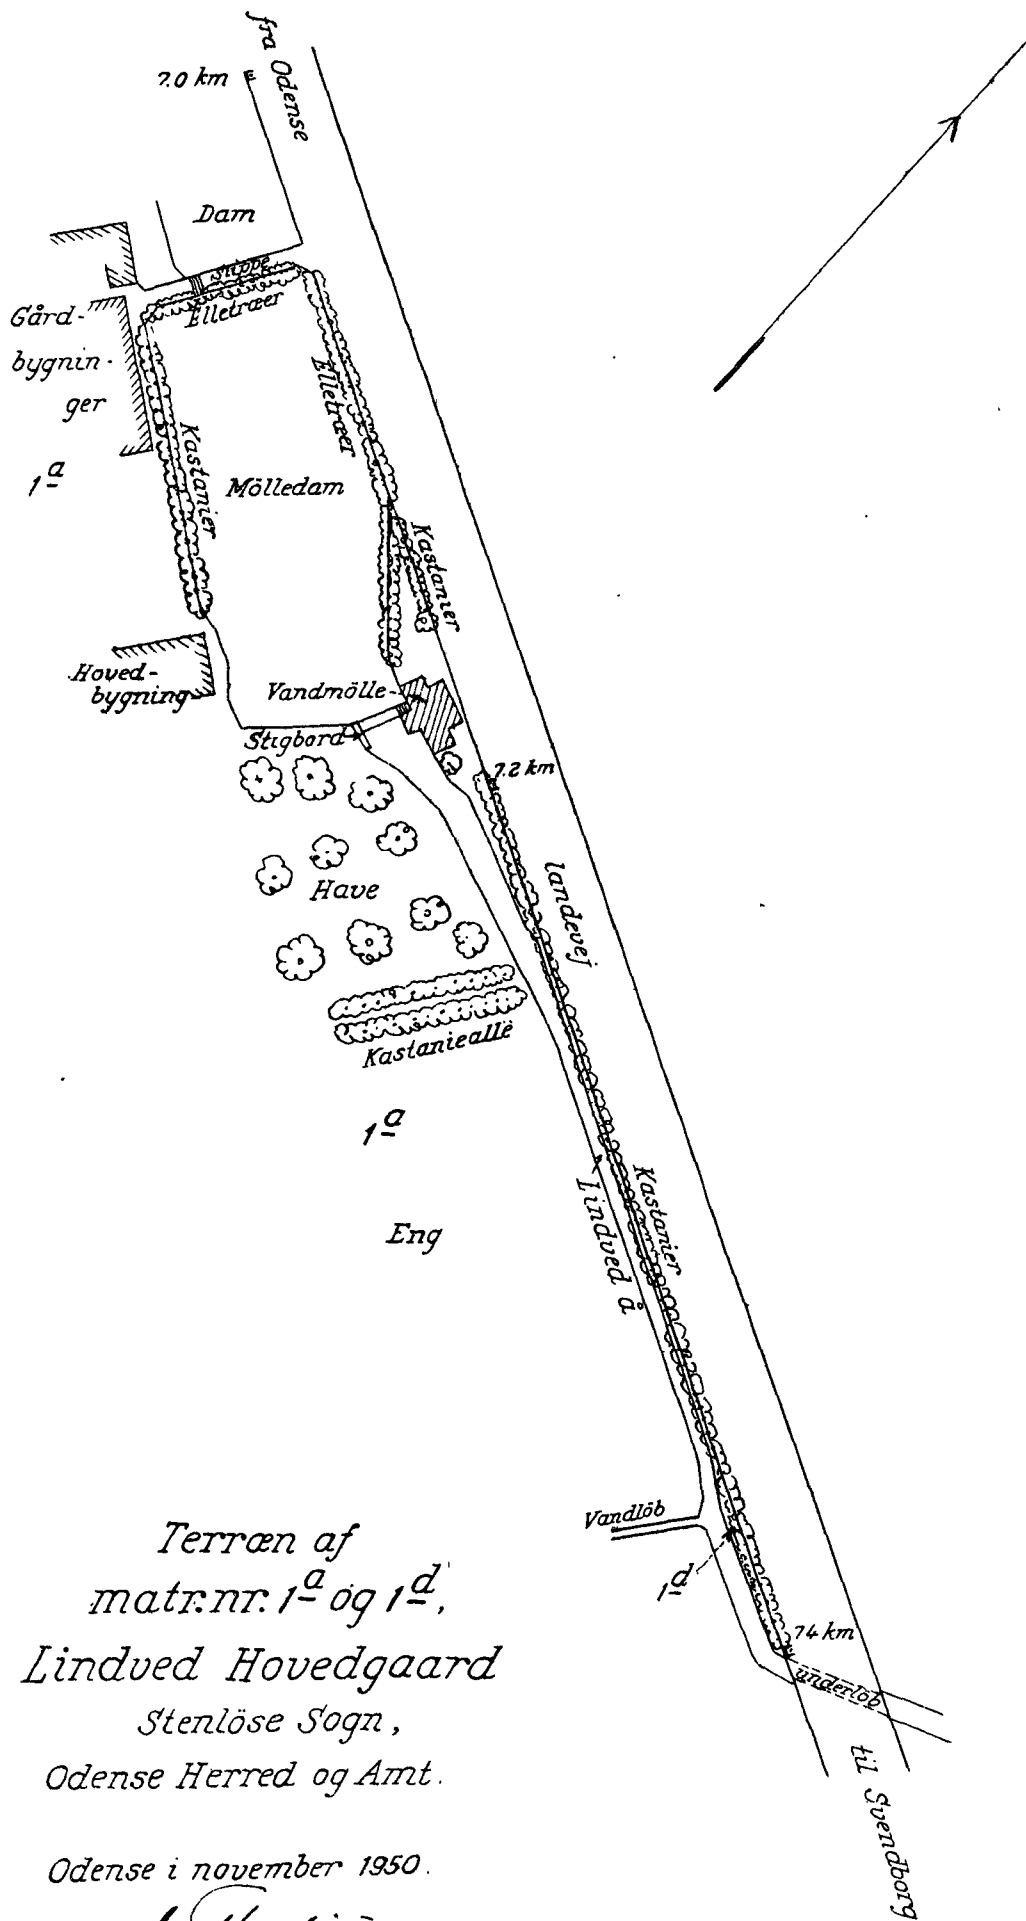 fra Odense
7.0 km
Dam
stippe
Elletræer
Gård-
bygnin-
ger
Elletræer
Kastanier
1a
Mölledam
Kastanier
Hoved-
bygning
Vandmölle
Stigbord
7.2 km
Have
landevej
Kastanieallé
1a
Kastanier
Lindved å
Eng
Vandlöb
1d
7.4 km
underlöb
til Svendborg
Terræn af
matr.nr. 1a og 1d,
Lindved Hovedgaard
Stenlöse Sogn,
Odense Herred og Amt.
Odense i november 1950.